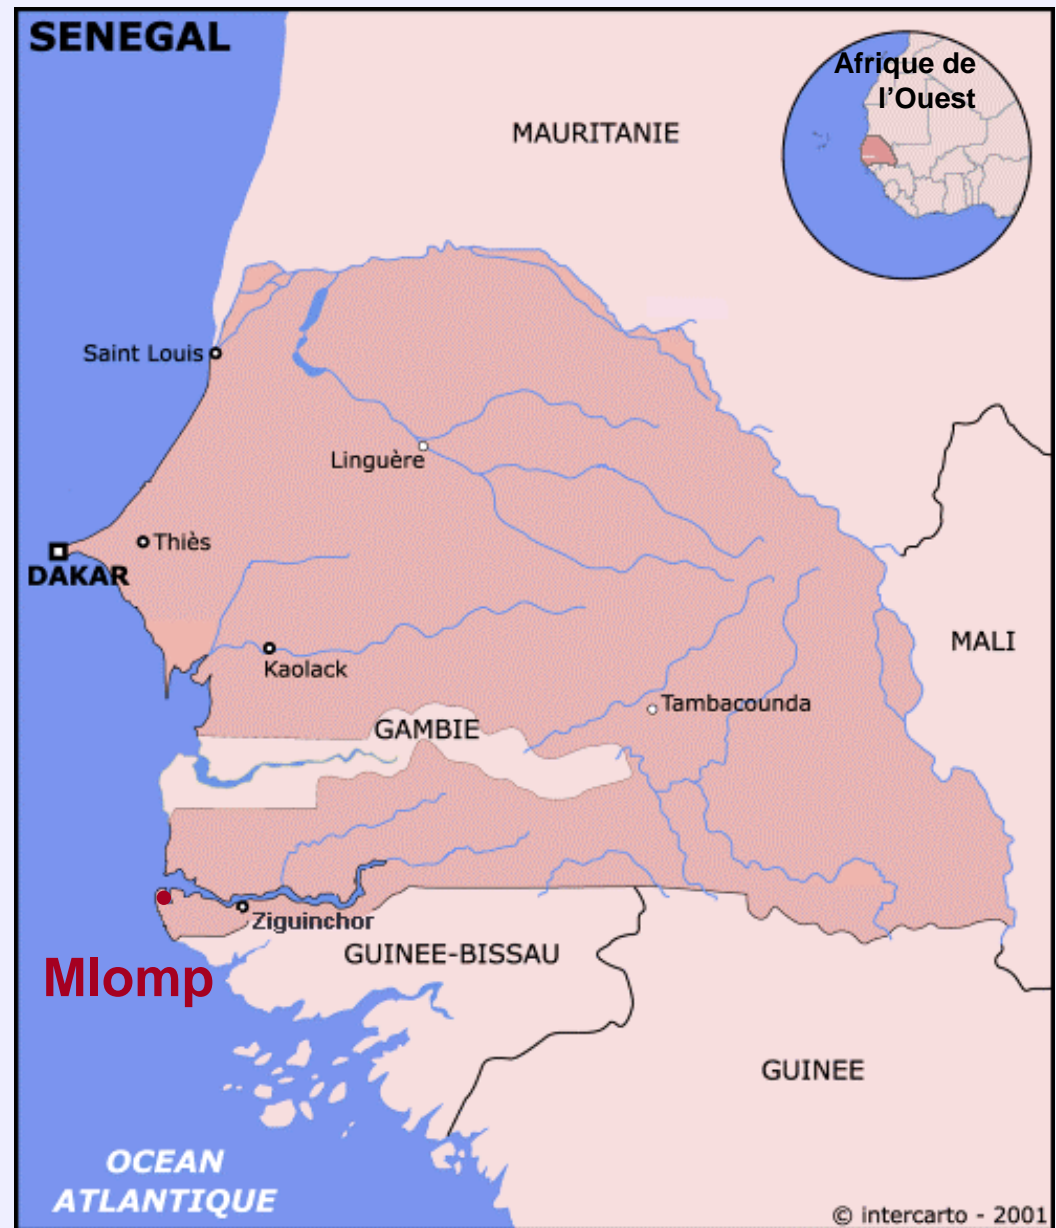 SENEGAL
Afrique de
l'Ouest
MAURITANIE
Saint Louis
Linguère
Thiès
DAKAR
MALI
Kaolack
Tambacounda
GAMBIE
Ziguinchor
GUINEE-BISSAU
Mlomp
GUINEE
OCEAN
ATLANTIQUE
© intercarto - 2001